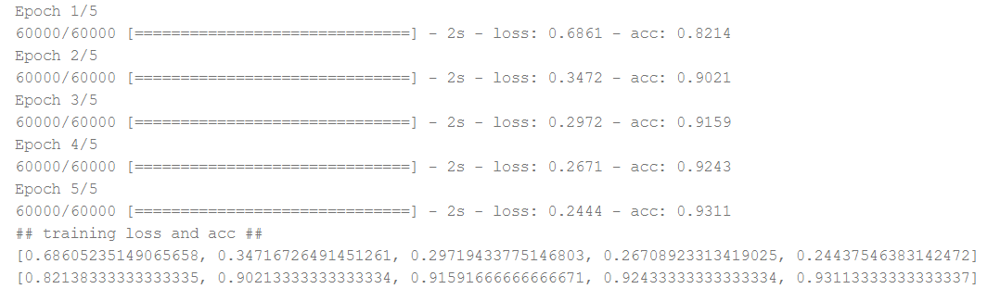 Epoch 1/5
60000/60000 [==============================] - 2s - loss: 0.6861 - acc: 0.8214
Epoch 2/5
60000/60000 [==============================] - 2s - loss: 0.3472 - acc: 0.9021
Epoch 3/5
60000/60000 [==============================] - 2s - loss: 0.2972 - acc: 0.9159
Epoch 4/5
60000/60000 [==============================] - 2s - loss: 0.2671 - acc: 0.9243
Epoch 5/5
60000/60000 [==============================] - 2s - loss: 0.2444 - acc: 0.9311
## training loss and acc ##
[0.68605235149065658, 0.34716726491451261, 0.29719433775146803, 0.26708923313419025, 0.24437546383142472]
[0.82138333333333335, 0.90213333333333334, 0.91591666666666671, 0.92433333333333334, 0.93113333333333337]